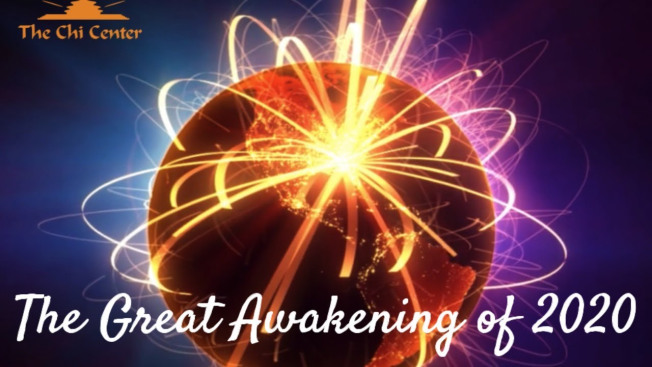 The Chi Center
The Great Awakening of 2020